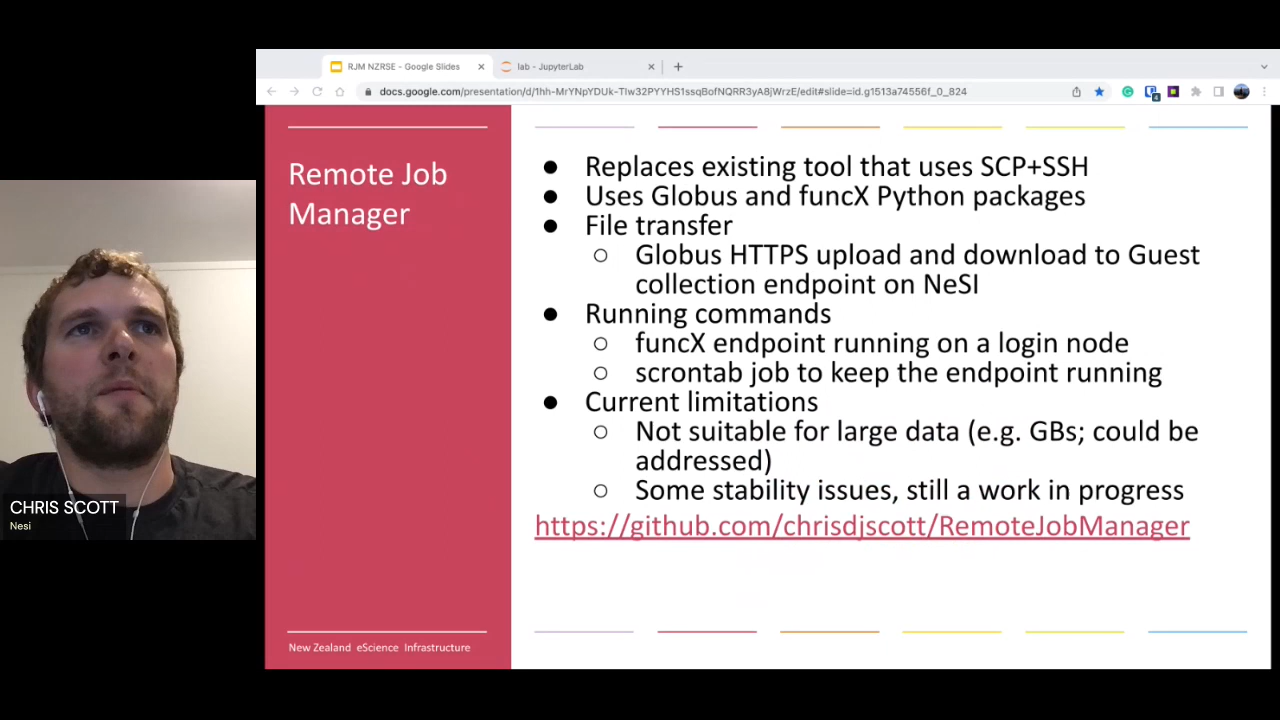 RJM NZRSE - Google Slides
lab - JupyterLab
docs.google.com/presentation/d/1hh-MrYNpYDUk-TIw32PYYHS1ssqBofNQRR3yA8jWrzE/edit#slide=id.g1513a74556f_0_824
Remote Job
Manager
● Replaces existing tool that uses SCP+SSH
● Uses Globus and funcX Python packages
● File transfer
○ Globus HTTPS upload and download to Guest
collection endpoint on NeSI
● Running commands
○ funcX endpoint running on a login node
○ scrontab job to keep the endpoint running
● Current limitations
○ Not suitable for large data (e.g. GBs; could be
addressed)
○ Some stability issues, still a work in progress
https://github.com/chrisdjscott/RemoteJobManager
New Zealand eScience Infrastructure
CHRIS SCOTT
Nesi